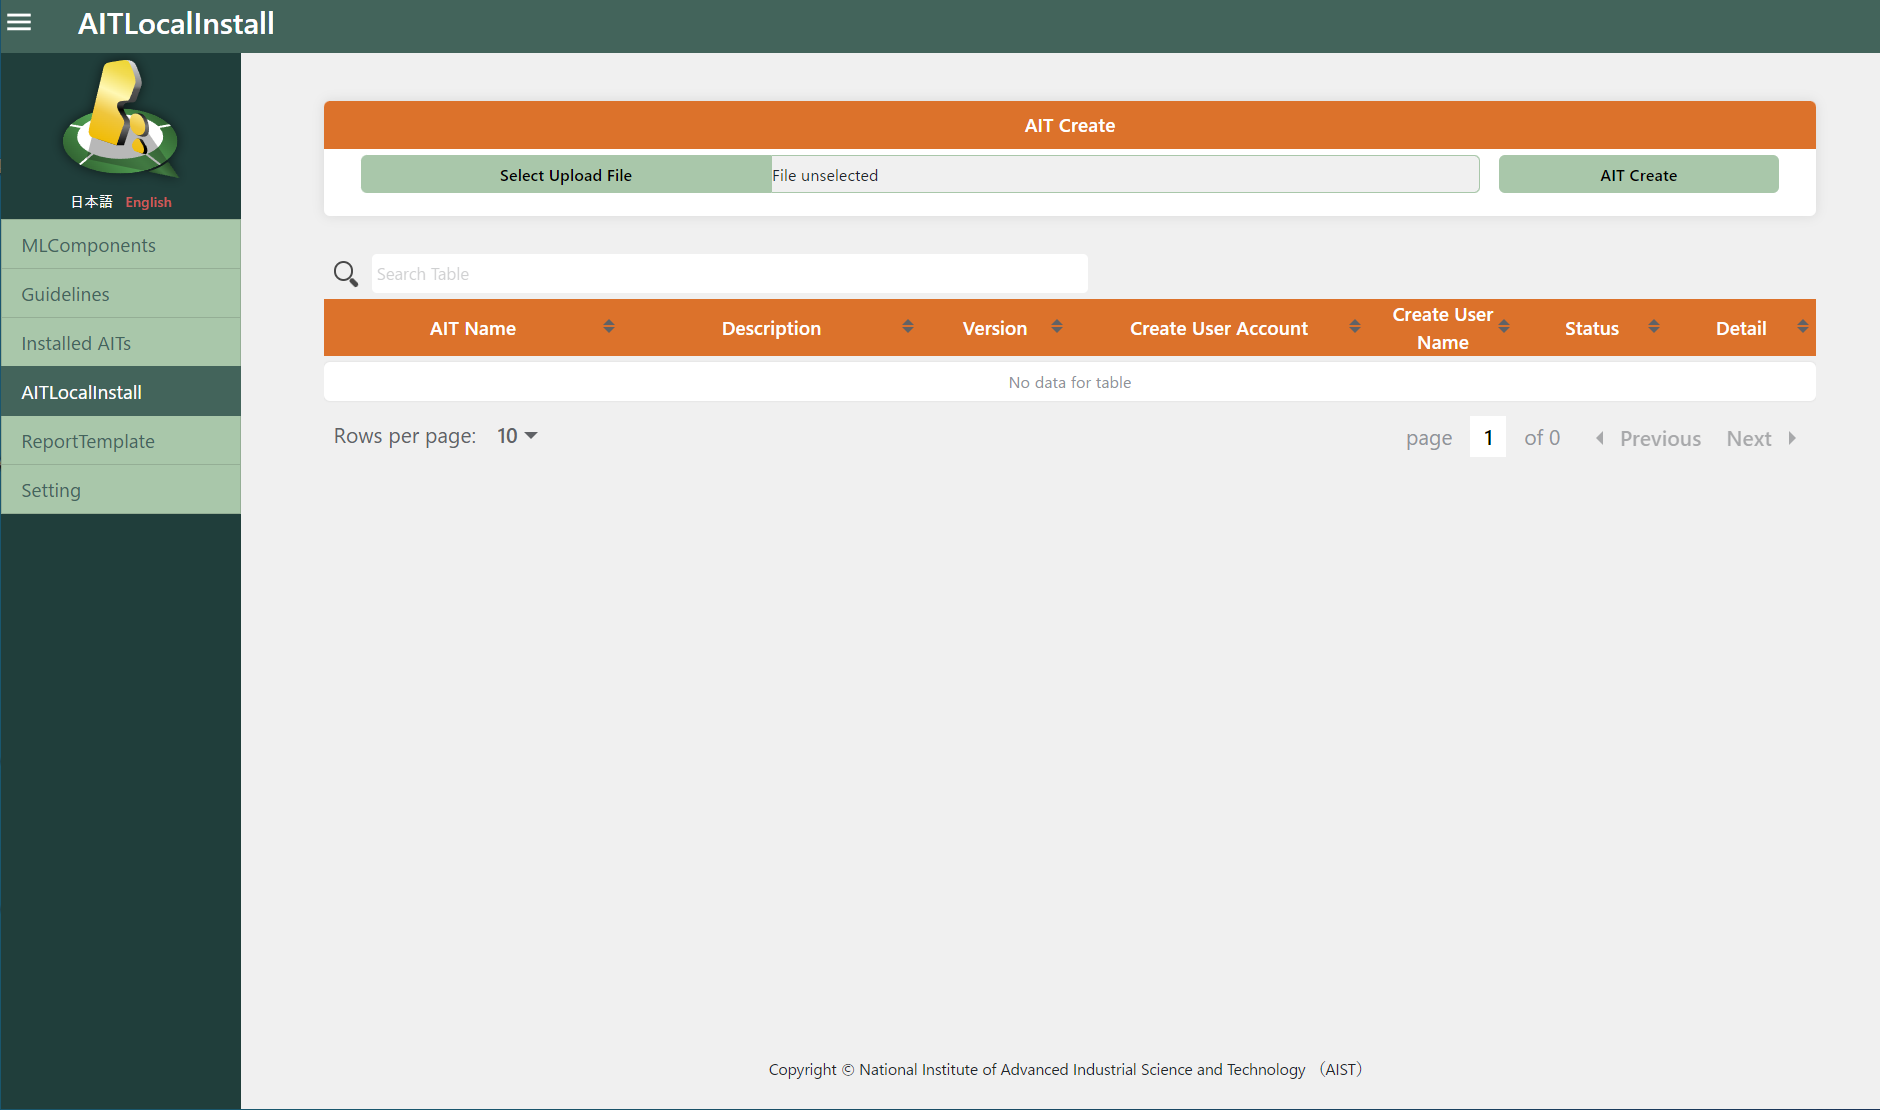 AITLocalInstall
日本語 English
MLComponents
Guidelines
Installed AITs
AITLocalInstall
ReportTemplate
Setting
AIT Create
Select Upload File File unselected AIT Create
Search Table
AIT Name Description Version Create User Account Create User Name Status Detail
No data for table
Rows per page: 10 page 1 of 0 Previous Next
Copyright © National Institute of Advanced Industrial Science and Technology （AIST）